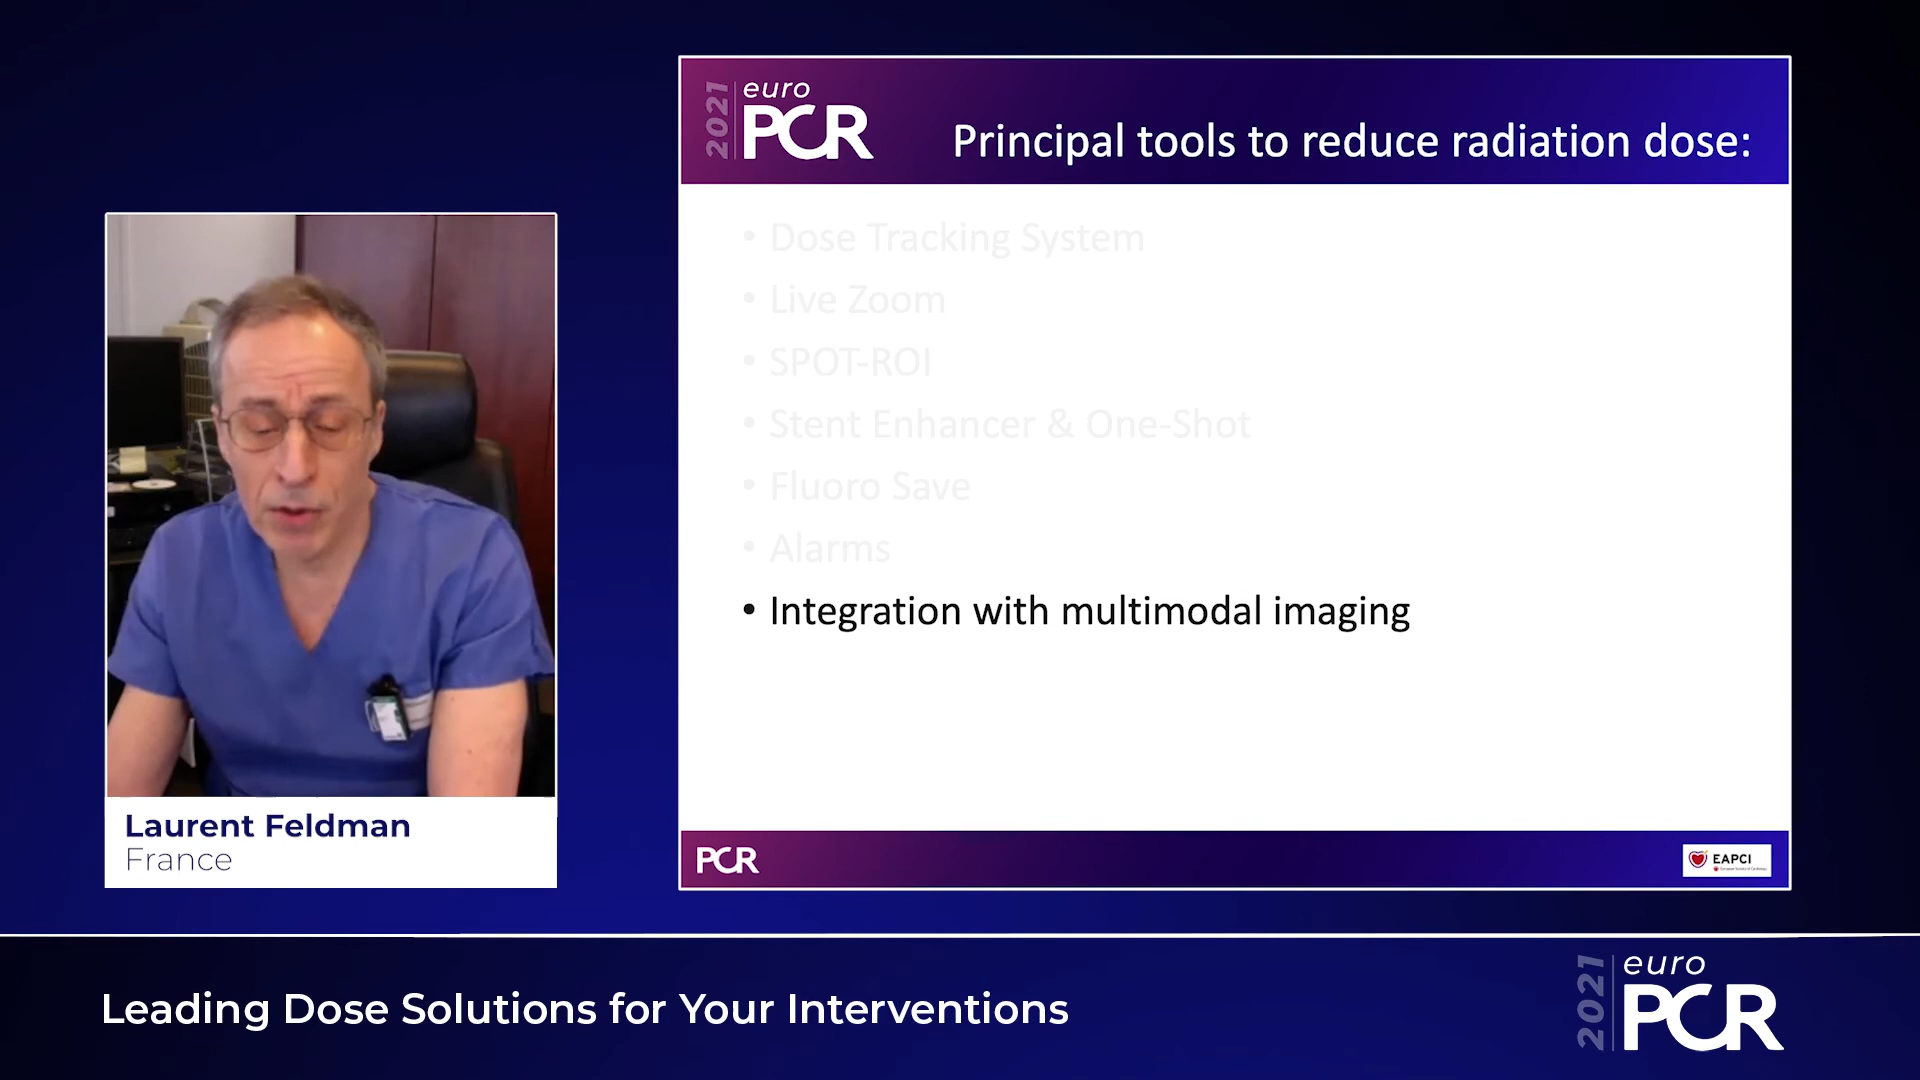 2021
euro
PCR
Principal tools to reduce radiation dose:
• Dose Tracking System
• Live Zoom
• SPOT-ROI
• Stent Enhancer & One-Shot
• Fluoro Save
• Alarms
• Integration with multimodal imaging
Laurent Feldman
France
PCR
EAPCI
Leading Dose Solutions for Your Interventions
2021
euro
PCR